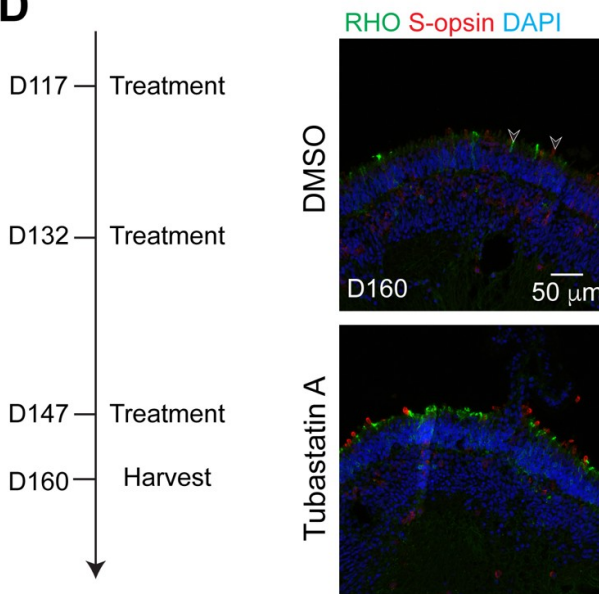 D
RHO S-opsin DAPI
D117 Treatment
D132 Treatment
D147 Treatment
D160 Harvest
DMSO
D160
50 μm
Tubastatin A